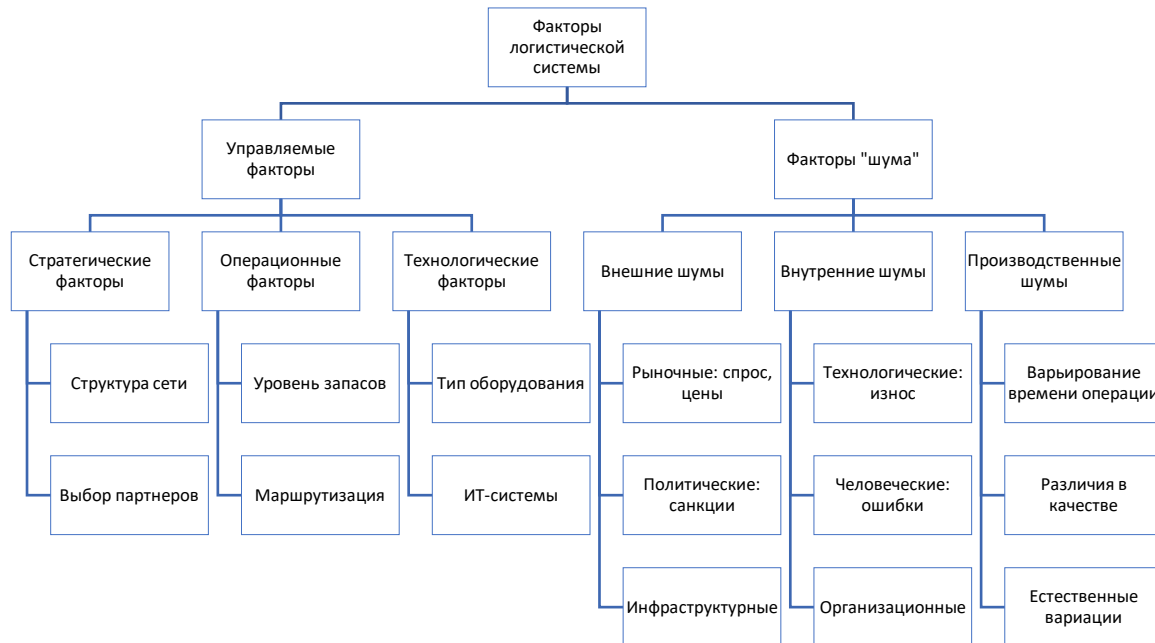 Факторы
логистической
системы
Управляемые
факторы
Факторы "шума"
Стратегические
факторы
Операционные
факторы
Технологические
факторы
Внешние шумы
Внутренние шумы
Производственные
шумы
Структура сети
Уровень запасов
Тип оборудования
Рыночные: спрос,
цены
Технологические:
износ
Варьирование
времени операции
Выбор партнеров
Маршрутизация
ИТ-системы
Политические:
санкции
Человеческие:
ошибки
Различия в
качестве
Инфраструктурные
Организационные
Естественные
вариации